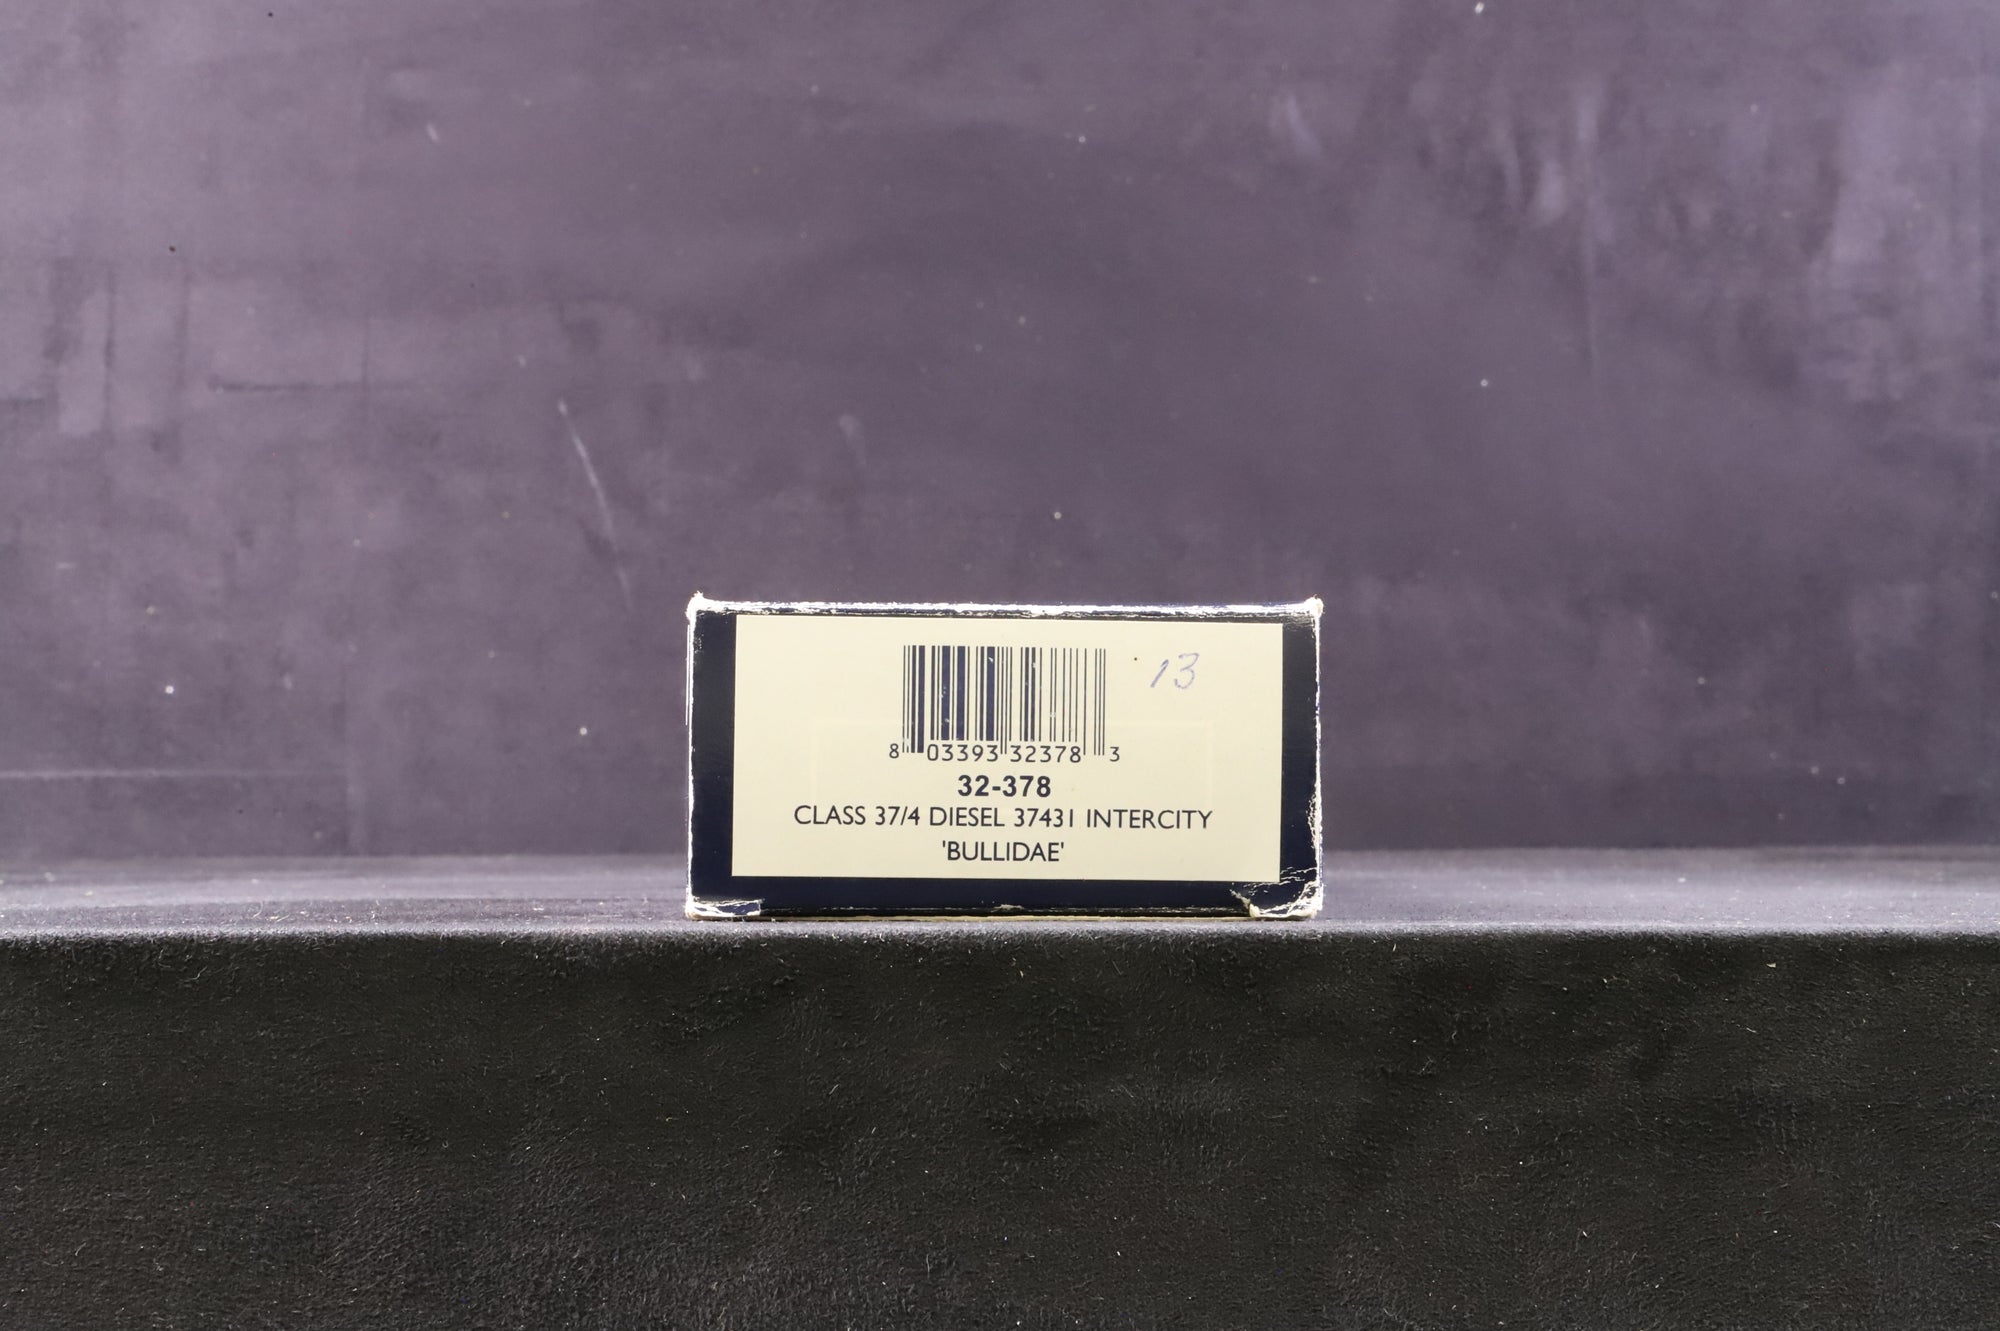 13
8 03393 32378 3
32-378
CLASS 37/4 DIESEL 37431 INTERCITY
'BULLIDAE'